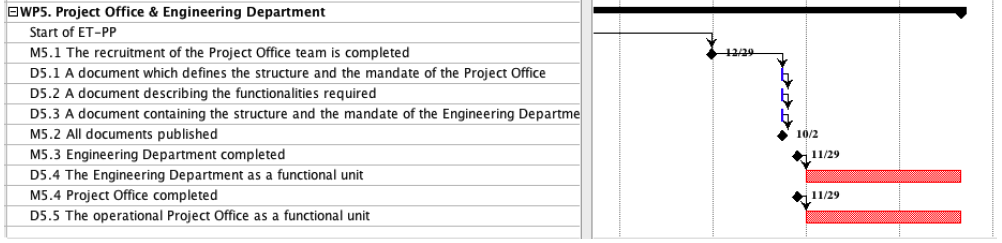 WP5. Project Office & Engineering Department
Start of ET-PP
M5.1 The recruitment of the Project Office team is completed
12/29
D5.1 A document which defines the structure and the mandate of the Project Office
D5.2 A document describing the functionalities required
D5.3 A document containing the structure and the mandate of the Engineering Departme
M5.2 All documents published
10/2
M5.3 Engineering Department completed
11/29
D5.4 The Engineering Department as a functional unit
M5.4 Project Office completed
11/29
D5.5 The operational Project Office as a functional unit